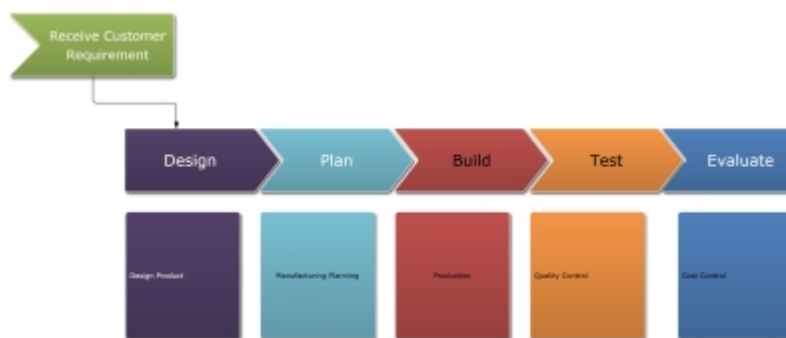 Receive Customer
Requirement
Design
Plan
Build
Test
Evaluate
Design Product
Manufacturing Planning
Production
Quality Control
Cost Control